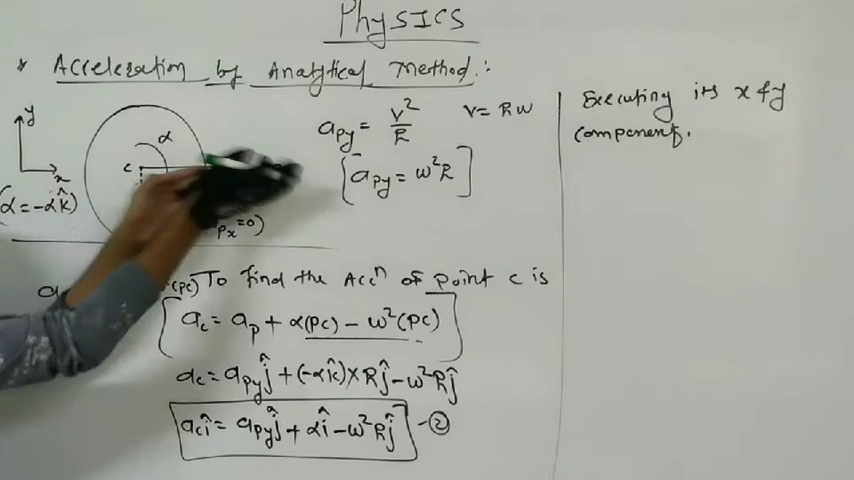 Physics
* Acceleration by Analytical Method :
y
x
α
c
(α = -αk̂)
Px = 0)
aPy = v²/R   v = Rω
[aPy = ω²R]
(PC) To find the Accⁿ of point c is
ac = aP + α(PC) - ω²(PC)
ac = aPy ĵ + (-αk̂) × Rĵ - ω²Rĵ
ac î = aPy ĵ + αî - ω²Rĵ -②
Executing its x & y
component.